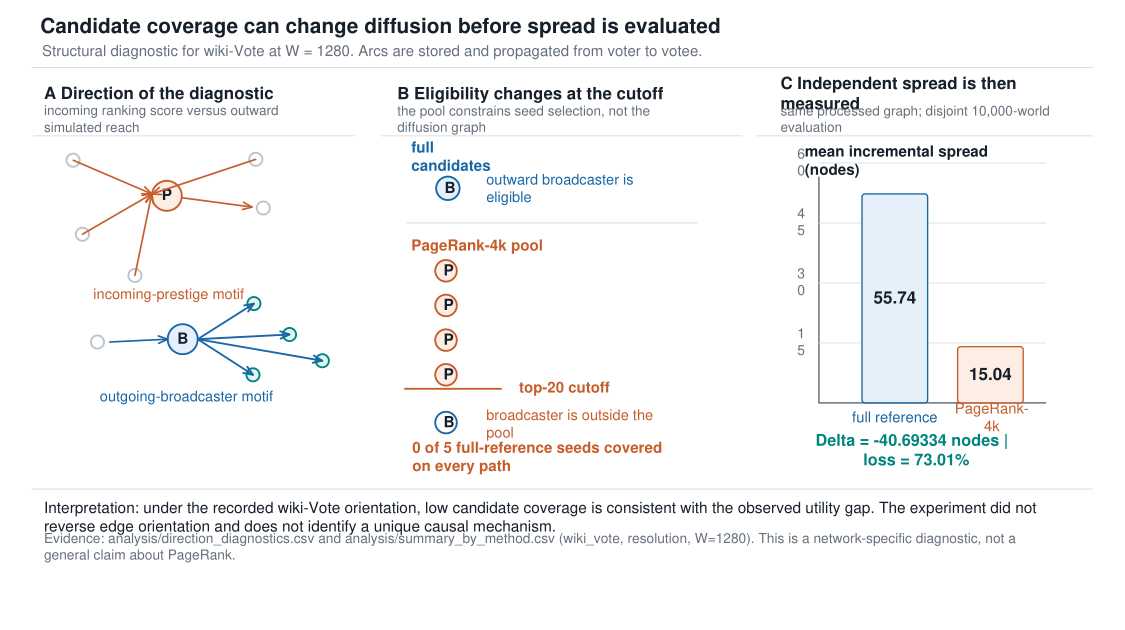 Candidate coverage can change diffusion before spread is evaluated
Structural diagnostic for wiki-Vote at W = 1280. Arcs are stored and propagated from voter to votee.
A Direction of the diagnostic
incoming ranking score versus outward
simulated reach
P
incoming-prestige motif
B
outgoing-broadcaster motif
B Eligibility changes at the cutoff
the pool constrains seed selection, not the
diffusion graph
full
candidates
B
outward broadcaster is
eligible
PageRank-4k pool
P
P
P
P
top-20 cutoff
B
broadcaster is outside the
pool
0 of 5 full-reference seeds covered
on every path
C Independent spread is then
measured
same processed graph; disjoint 10,000-world
evaluation
mean incremental spread
(nodes)
6
0
4
5
3
0
1
5
55.74
15.04
full reference
PageRank-
4k
Delta = -40.69334 nodes |
loss = 73.01%
Interpretation: under the recorded wiki-Vote orientation, low candidate coverage is consistent with the observed utility gap. The experiment did not
reverse edge orientation and does not identify a unique causal mechanism.
Evidence: analysis/direction_diagnostics.csv and analysis/summary_by_method.csv (wiki_vote, resolution, W=1280). This is a network-specific diagnostic, not a
general claim about PageRank.